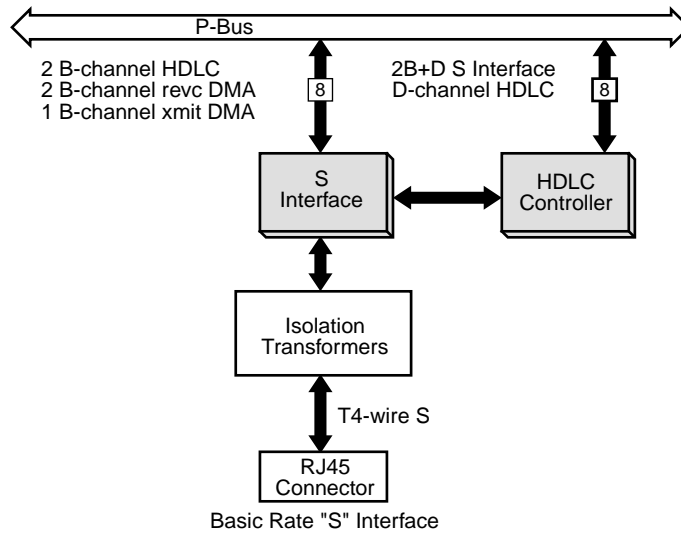 P-Bus
2 B-channel HDLC
2 B-channel revc DMA
1 B-channel xmit DMA
8
2B+D S Interface
D-channel HDLC
8
S
Interface
HDLC
Controller
Isolation
Transformers
T4-wire S
RJ45
Connector
Basic Rate "S" Interface